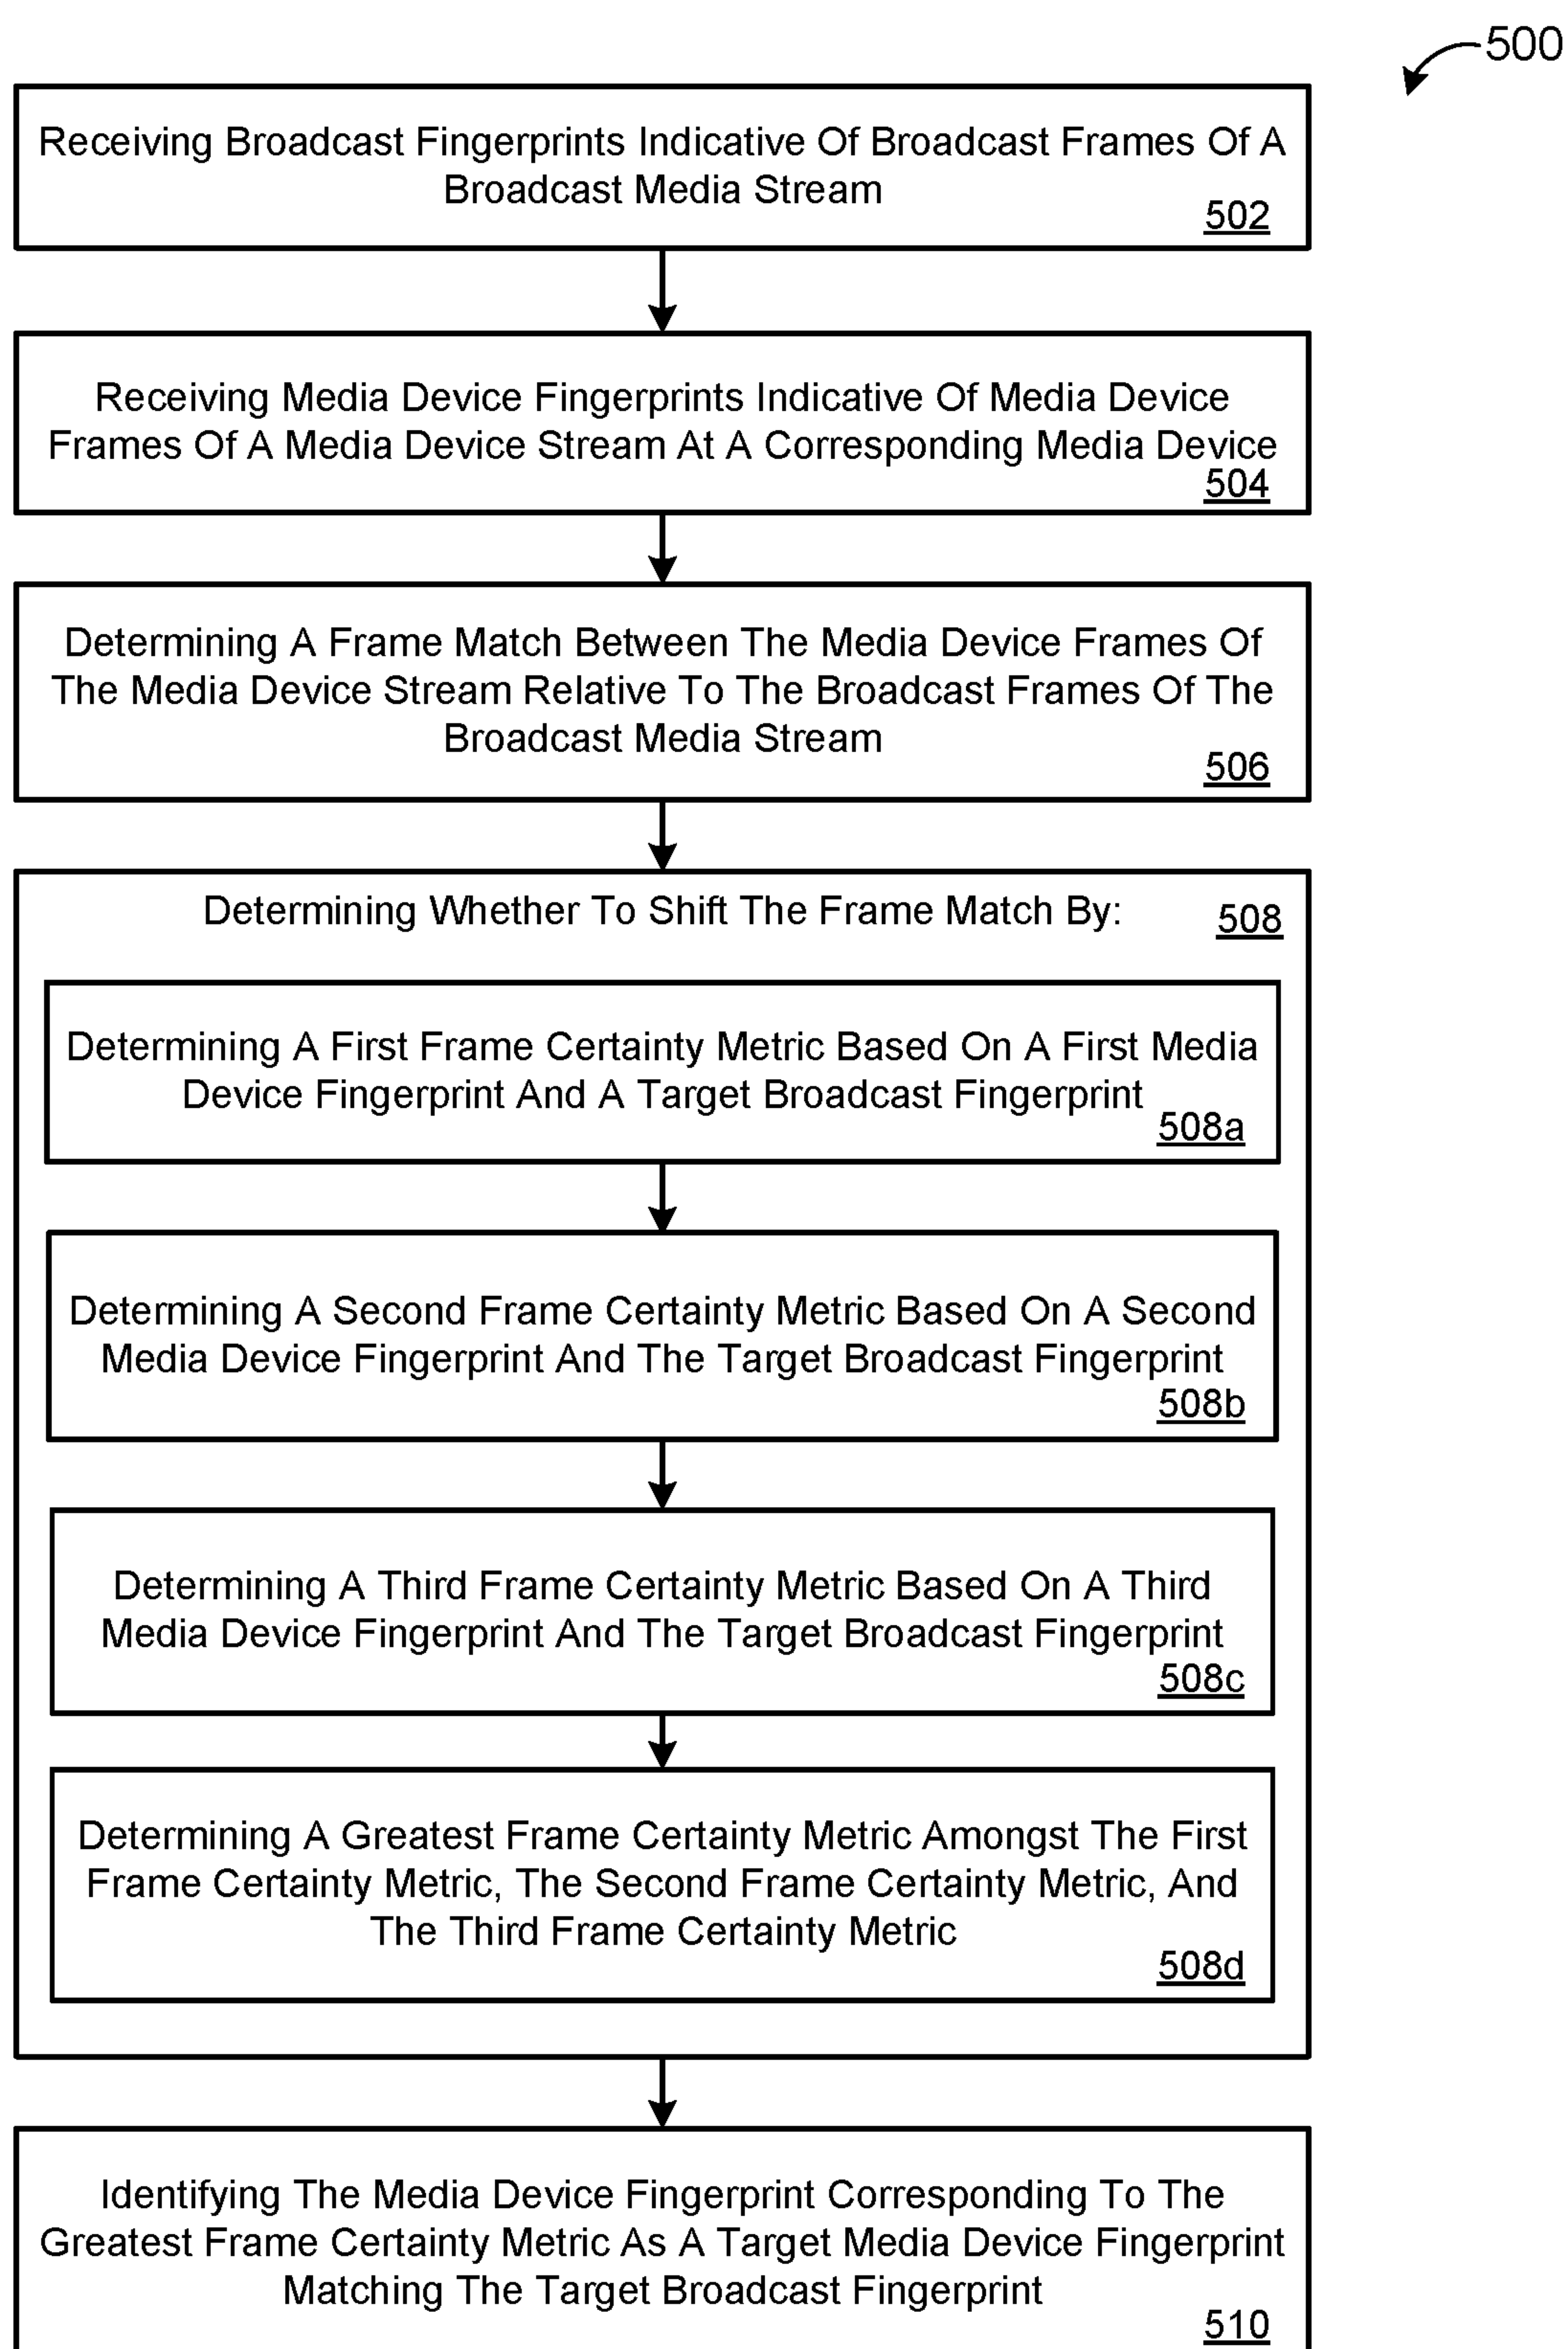 500
Receiving Broadcast Fingerprints Indicative Of Broadcast Frames Of A
Broadcast Media Stream
502
Receiving Media Device Fingerprints Indicative Of Media Device
Frames Of A Media Device Stream At A Corresponding Media Device
504
Determining A Frame Match Between The Media Device Frames Of
The Media Device Stream Relative To The Broadcast Frames Of The
Broadcast Media Stream
506
Determining Whether To Shift The Frame Match By:
508
Determining A First Frame Certainty Metric Based On A First Media
Device Fingerprint And A Target Broadcast Fingerprint
508a
Determining A Second Frame Certainty Metric Based On A Second
Media Device Fingerprint And The Target Broadcast Fingerprint
508b
Determining A Third Frame Certainty Metric Based On A Third
Media Device Fingerprint And The Target Broadcast Fingerprint
508c
Determining A Greatest Frame Certainty Metric Amongst The First
Frame Certainty Metric, The Second Frame Certainty Metric, And
The Third Frame Certainty Metric
508d
Identifying The Media Device Fingerprint Corresponding To The
Greatest Frame Certainty Metric As A Target Media Device Fingerprint
Matching The Target Broadcast Fingerprint
510